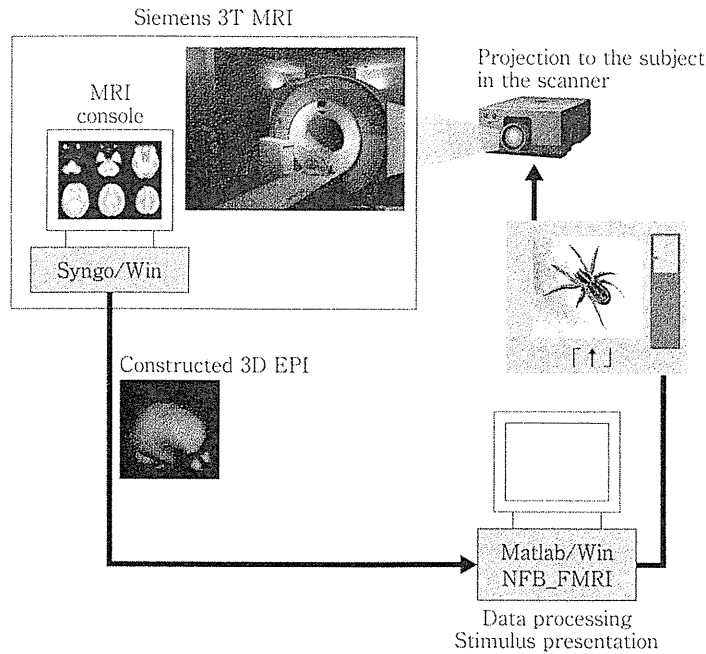 Siemens 3T MRI
Projection to the subject
in the scanner
MRI
console
Syngo/Win
「↑」
Constructed 3D EPI
Matlab/Win
NFB_FMRI
Data processing
Stimulus presentation